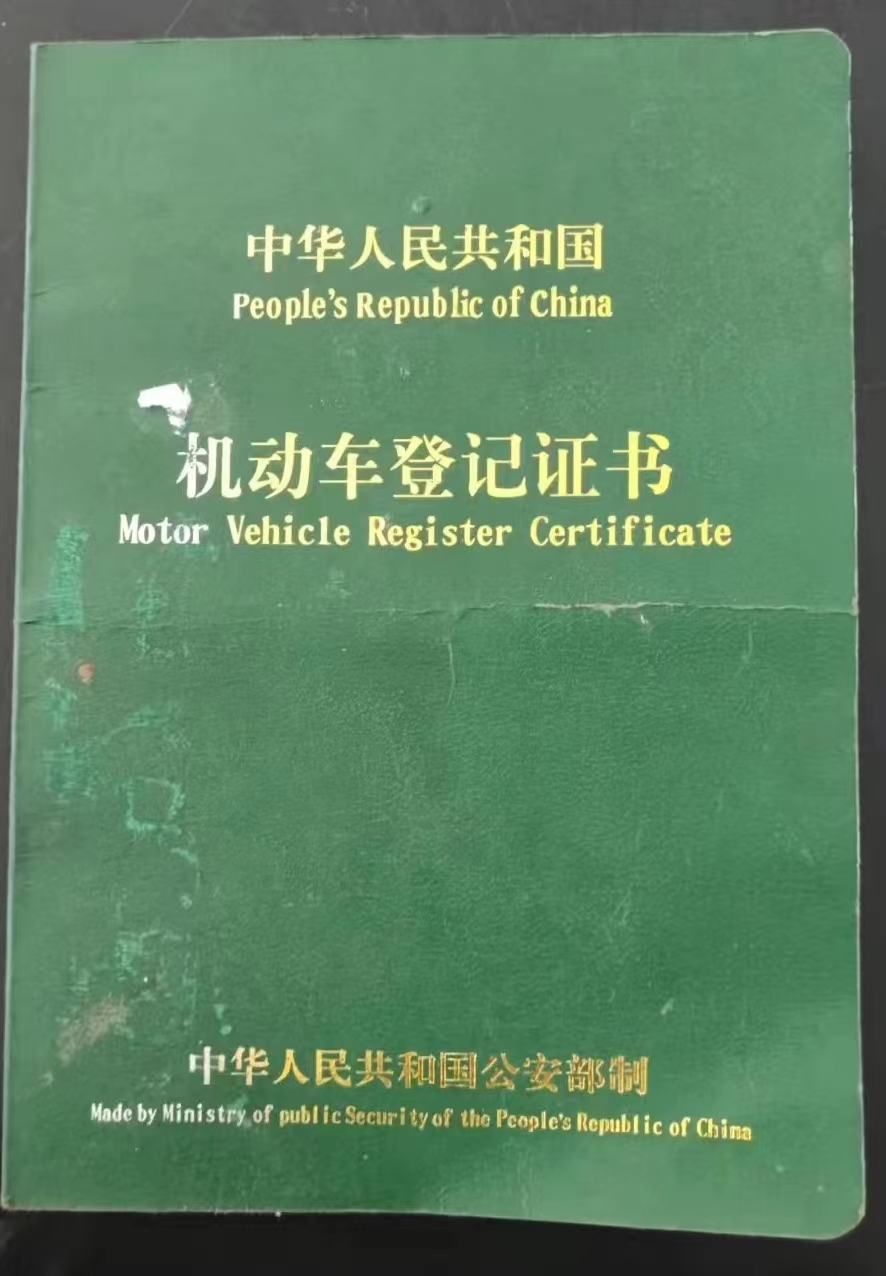 中华人民共和国
People's Republic of China
机动车登记证书
Motor Vehicle Register Certificate
中华人民共和国公安部制
Made by Ministry of public Security of the People's Republic of China